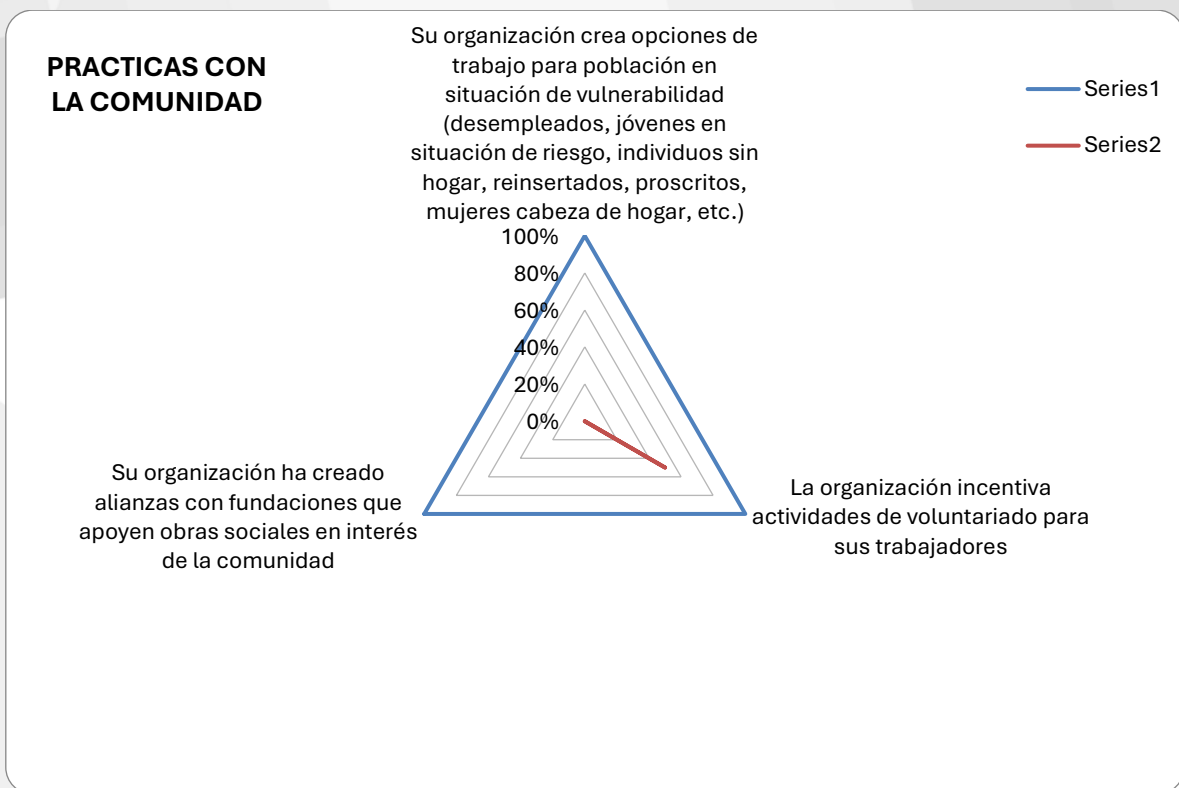 PRACTICAS CON
LA COMUNIDAD
Su organización crea opciones de
trabajo para población en
situación de vulnerabilidad
(desempleados, jóvenes en
situación de riesgo, individuos sin
hogar, reinsertados, proscritos,
mujeres cabeza de hogar, etc.)
Series1
Series2
100%
80%
60%
40%
20%
0%
Su organización ha creado
alianzas con fundaciones que
apoyen obras sociales en interés
de la comunidad
La organización incentiva
actividades de voluntariado para
sus trabajadores